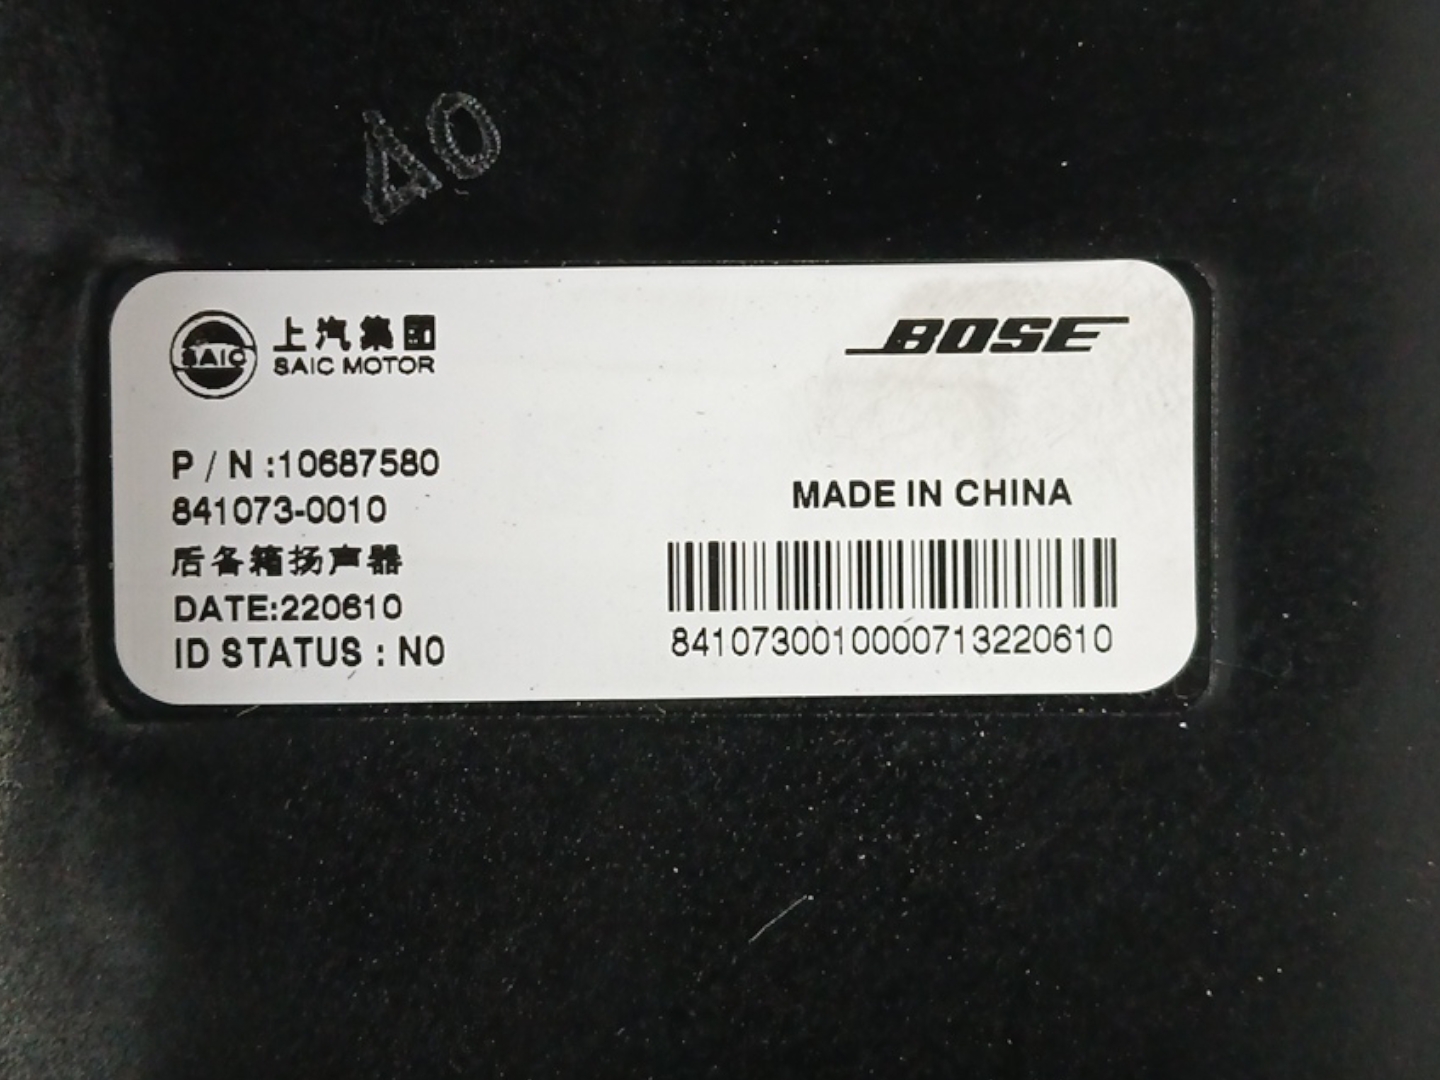 40
SAIC
上汽集团
SAIC MOTOR
BOSE
P / N :10687580
841073-0010
后备箱扬声器
DATE:220610
ID STATUS : N0
MADE IN CHINA
8410730010000713220610